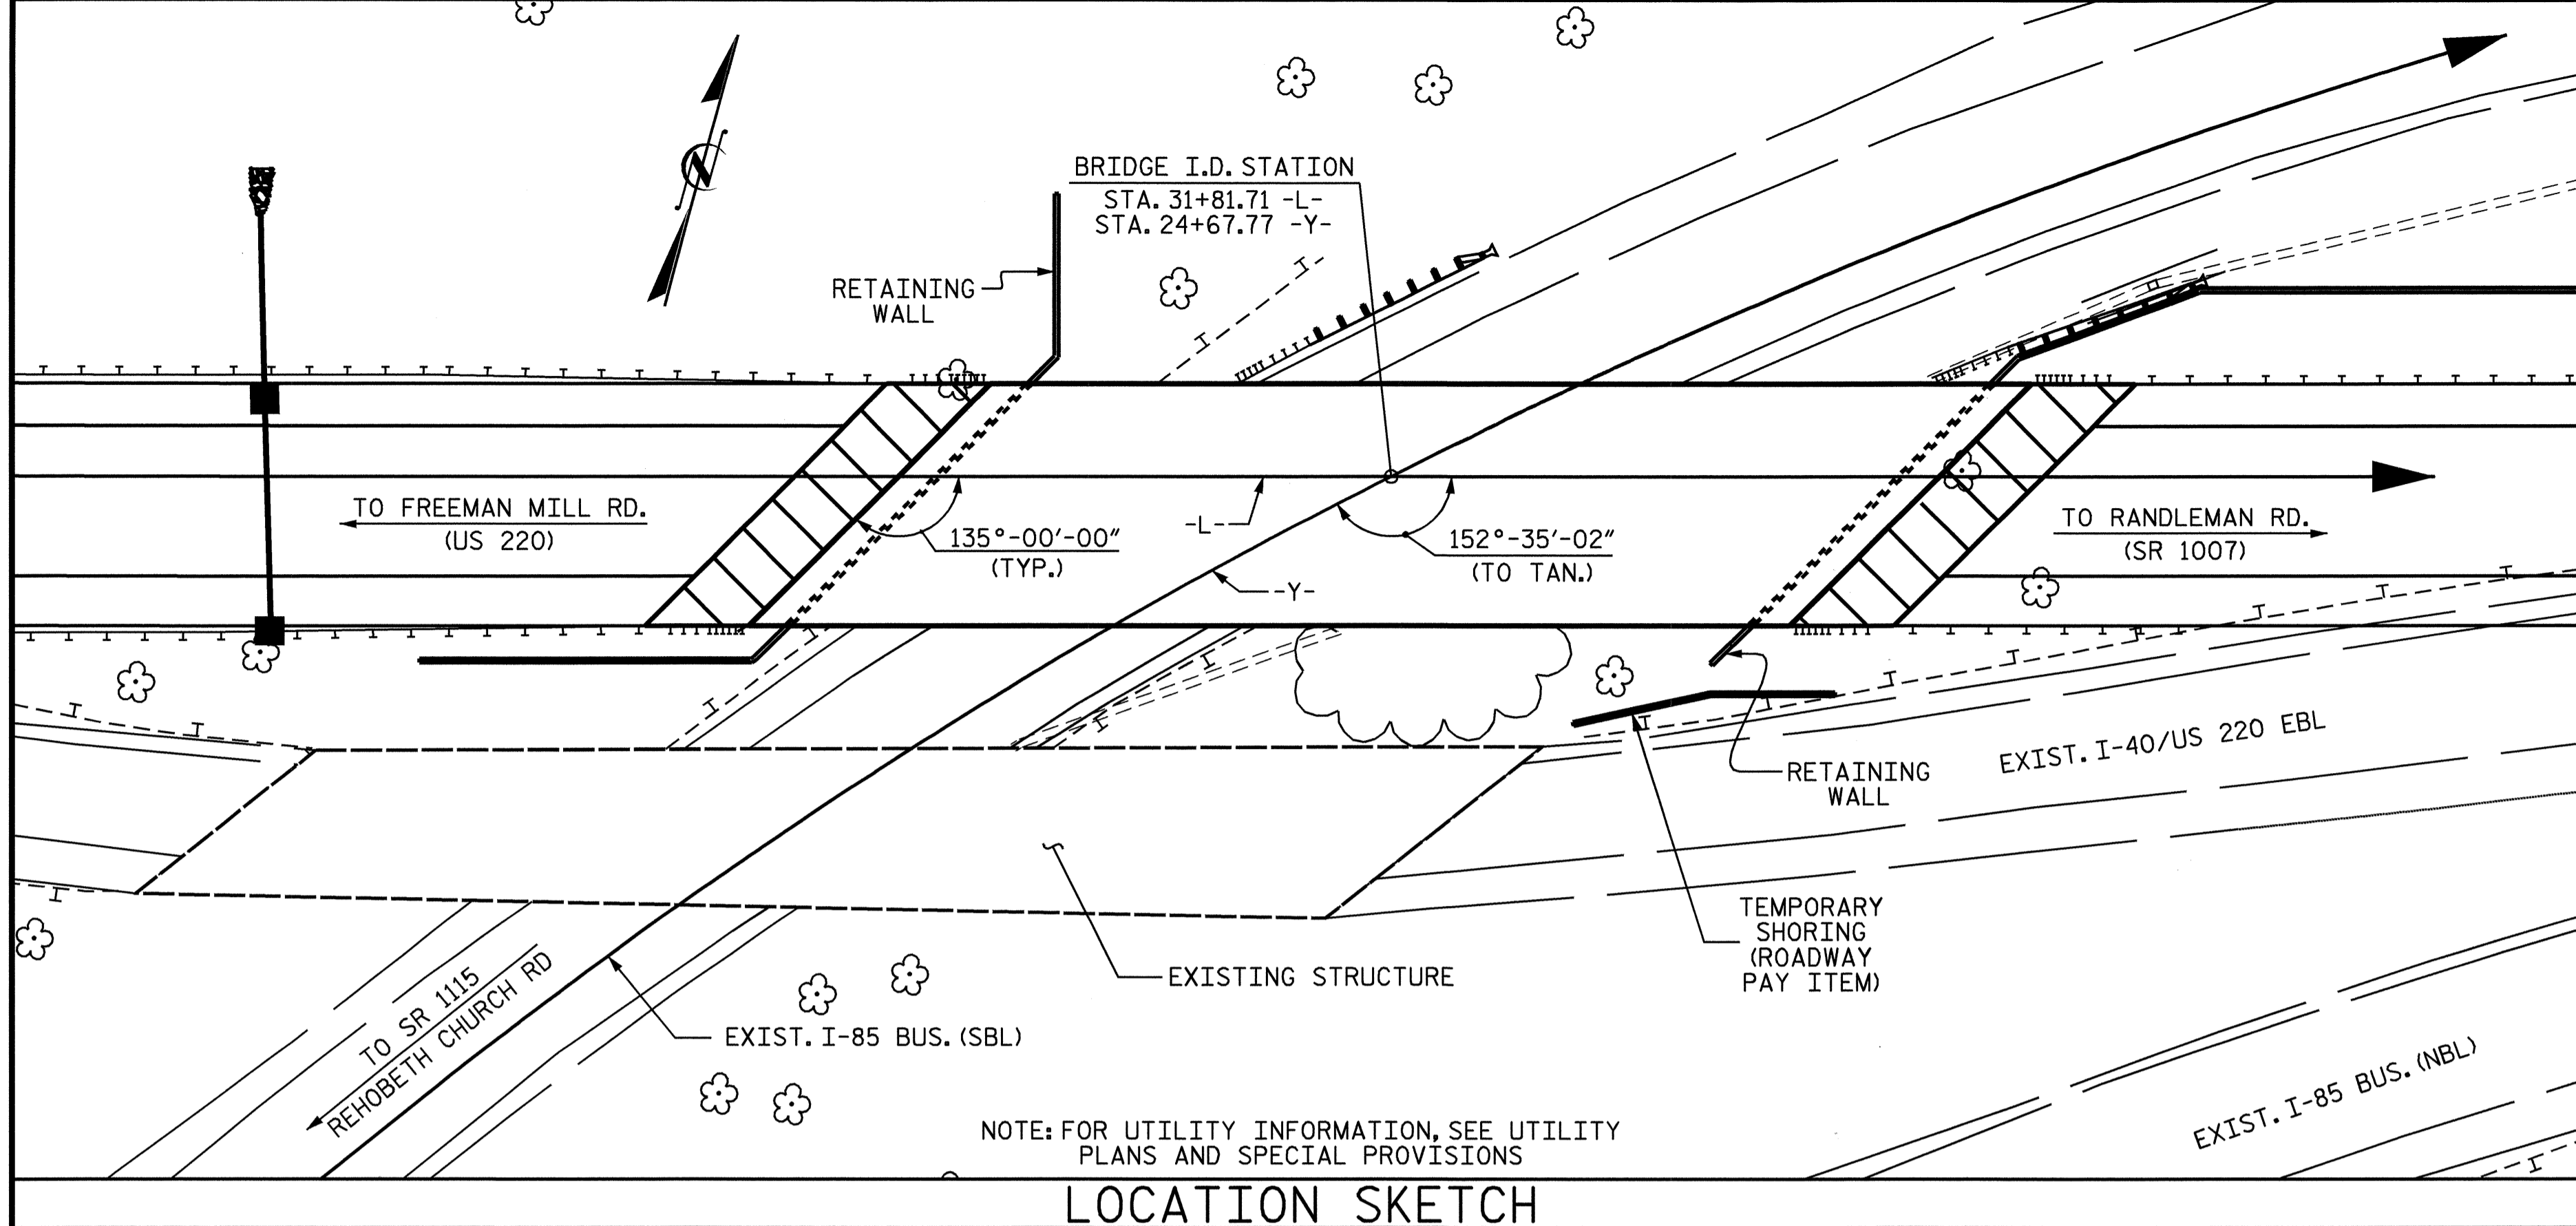 N
BRIDGE I.D. STATION
STA. 31+81.71 -L-
STA. 24+67.77 -Y-
RETAINING
WALL
TO FREEMAN MILL RD.
(US 220)
135°-00'-00"
(TYP.)
-L-
152°-35'-02"
(TO TAN.)
TO RANDLEMAN RD.
(SR 1007)
-Y-
RETAINING
WALL
EXIST. I-40/US 220 EBL
TEMPORARY
SHORING
(ROADWAY
PAY ITEM)
EXISTING STRUCTURE
TO SR 1115
REHOBETH CHURCH RD
EXIST. I-85 BUS. (SBL)
EXIST. I-85 BUS. (NBL)
NOTE: FOR UTILITY INFORMATION, SEE UTILITY
PLANS AND SPECIAL PROVISIONS
LOCATION SKETCH